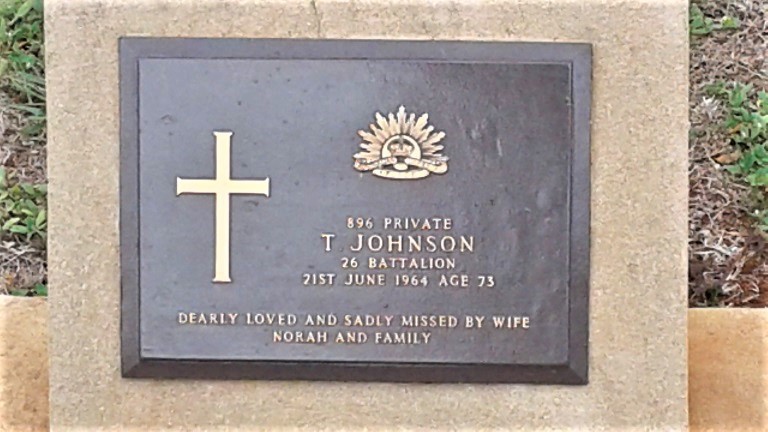 896 PRIVATE
T. JOHNSON
26 BATTALION
21ST JUNE 1964 AGE 73
DEARLY LOVED AND SADLY MISSED BY WIFE
NORAH AND FAMILY